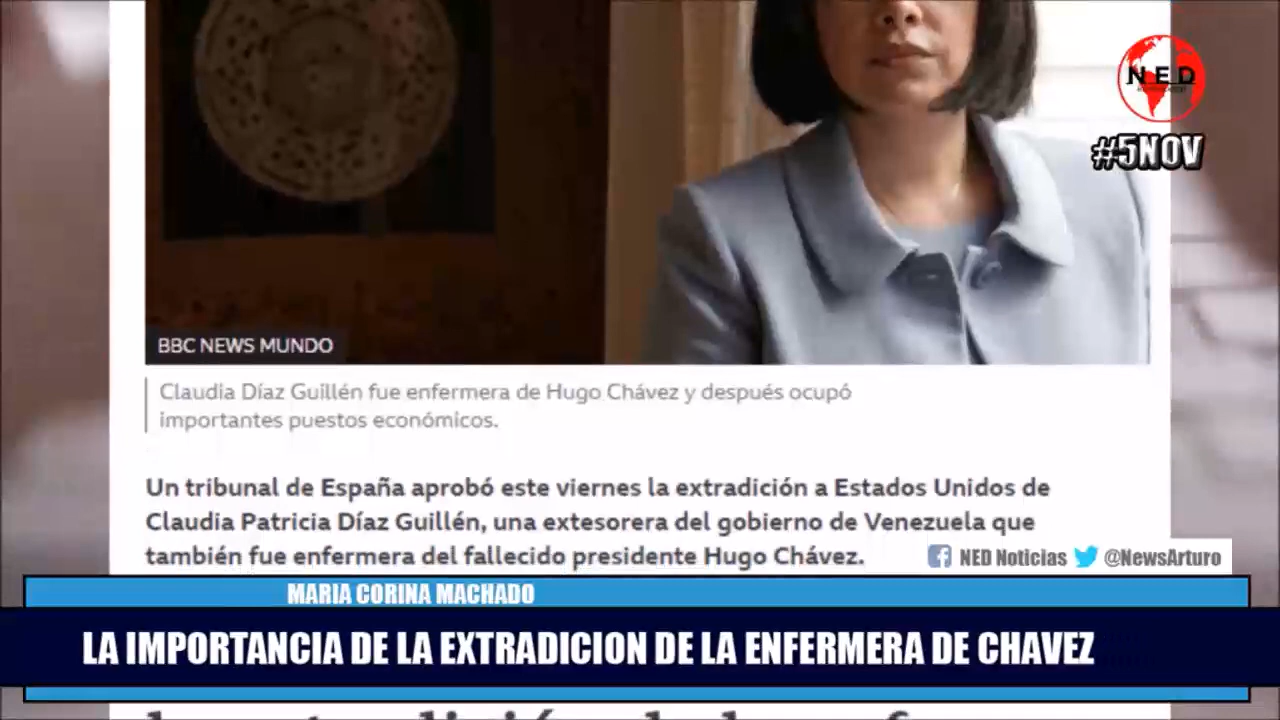 NED
#5NOV
BBC NEWS MUNDO
Claudia Díaz Guillén fue enfermera de Hugo Chávez y después ocupó
importantes puestos económicos.
Un tribunal de España aprobó este viernes la extradición a Estados Unidos de
Claudia Patricia Díaz Guillén, una extesorera del gobierno de Venezuela que
también fue enfermera del fallecido presidente Hugo Chávez.
NED Noticias @NewsArturo
MARIA CORINA MACHADO
LA IMPORTANCIA DE LA EXTRADICION DE LA ENFERMERA DE CHAVEZ